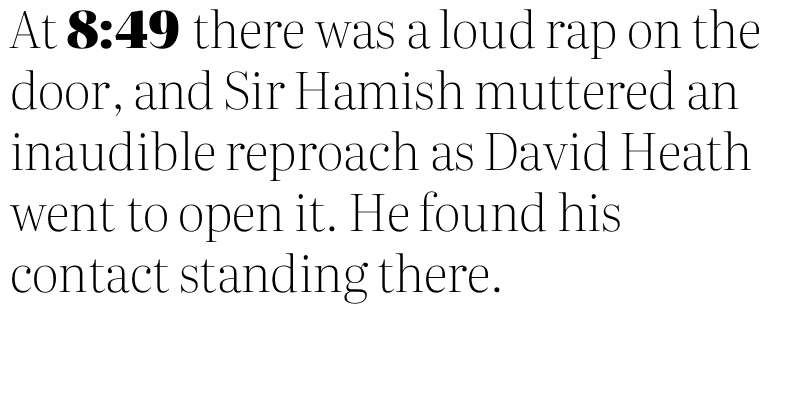 At 8:49 there was a loud rap on the
door, and Sir Hamish muttered an
inaudible reproach as David Heath
went to open it. He found his
contact standing there.